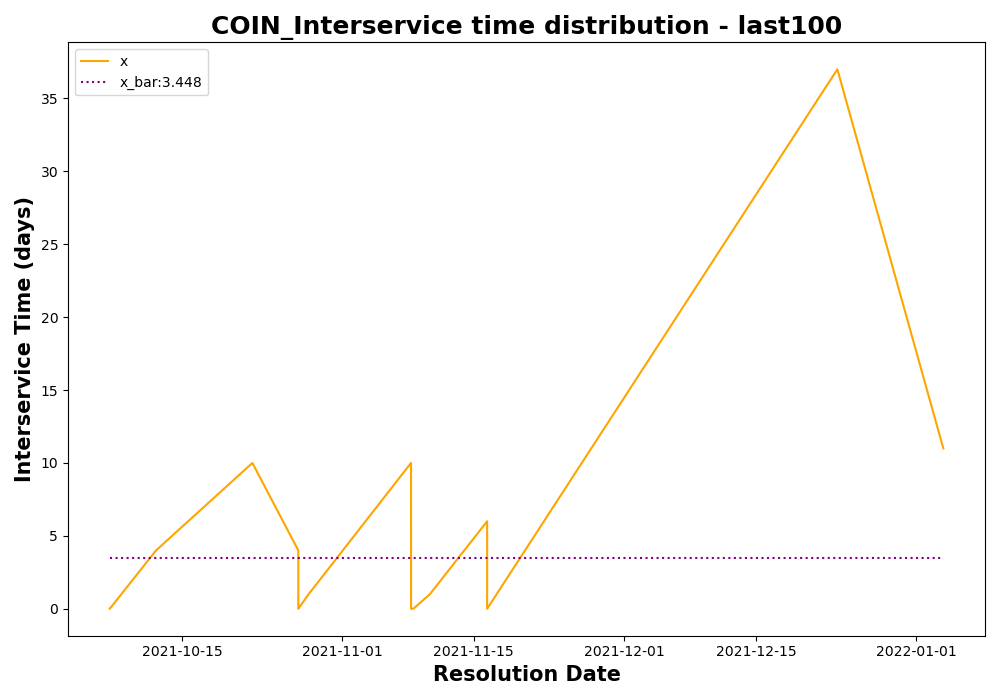 COIN_Interservice time distribution - last100
x
x_bar:3.448
Interservice Time (days)
35
30
25
20
15
10
5
0
2021-10-15 2021-11-01 2021-11-15 2021-12-01 2021-12-15 2022-01-01
Resolution Date